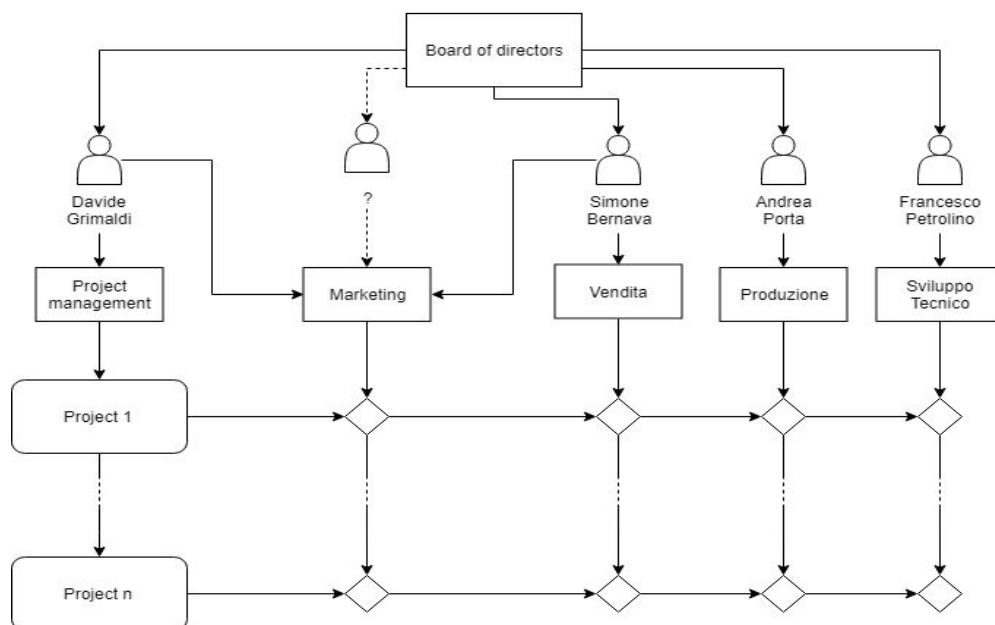 Board of directors
Davide
Grimaldi
?
Simone
Bernava
Andrea
Porta
Francesco
Petrolino
Project
management
Marketing
Vendita
Produzione
Sviluppo
Tecnico
Project 1
Project n